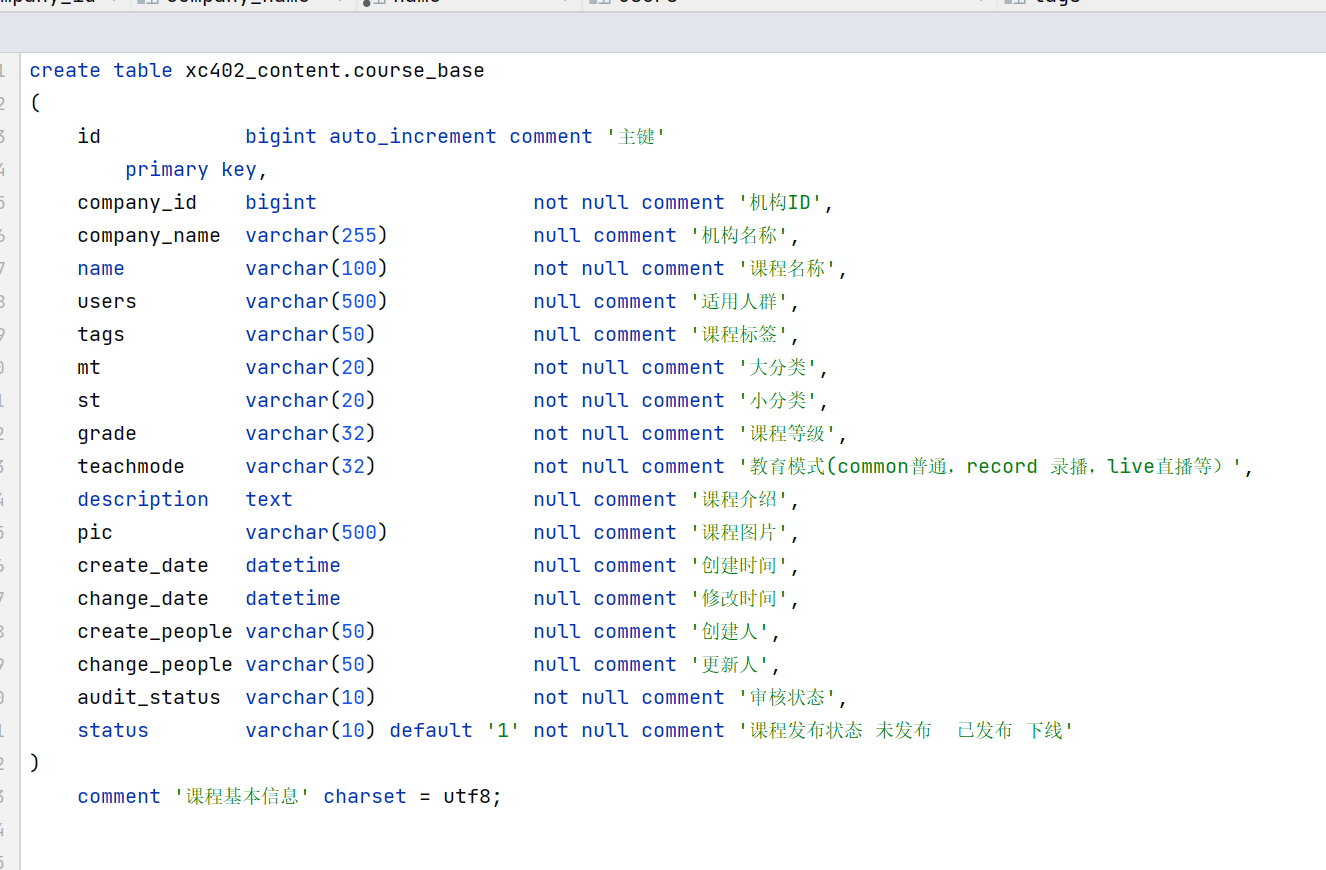 company_name name users tags
create table xc402_content.course_base
(
id bigint auto_increment comment '主键'
primary key,
company_id bigint not null comment '机构ID',
company_name varchar(255) null comment '机构名称',
name varchar(100) not null comment '课程名称',
users varchar(500) null comment '适用人群',
tags varchar(50) null comment '课程标签',
mt varchar(20) not null comment '大分类',
st varchar(20) not null comment '小分类',
grade varchar(32) not null comment '课程等级',
teachmode varchar(32) not null comment '教育模式(common普通，record 录播，live直播等）',
description text null comment '课程介绍',
pic varchar(500) null comment '课程图片',
create_date datetime null comment '创建时间',
change_date datetime null comment '修改时间',
create_people varchar(50) null comment '创建人',
change_people varchar(50) null comment '更新人',
audit_status varchar(10) not null comment '审核状态',
status varchar(10) default '1' not null comment '课程发布状态 未发布  已发布 下线'
)
comment '课程基本信息' charset = utf8;